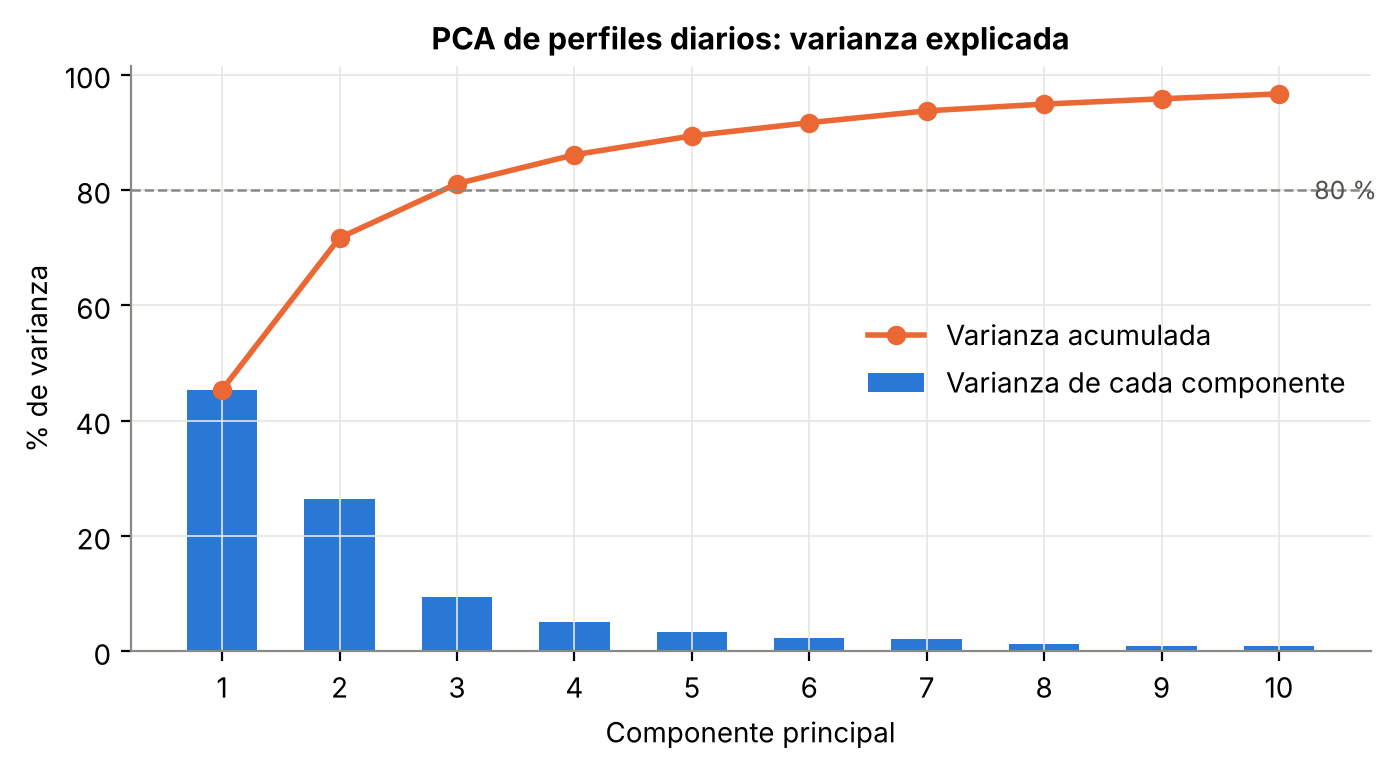 PCA de perfiles diarios: varianza explicada
100
80
60
40
20
0
% de varianza
80 %
Varianza acumulada
Varianza de cada componente
1 2 3 4 5 6 7 8 9 10
Componente principal